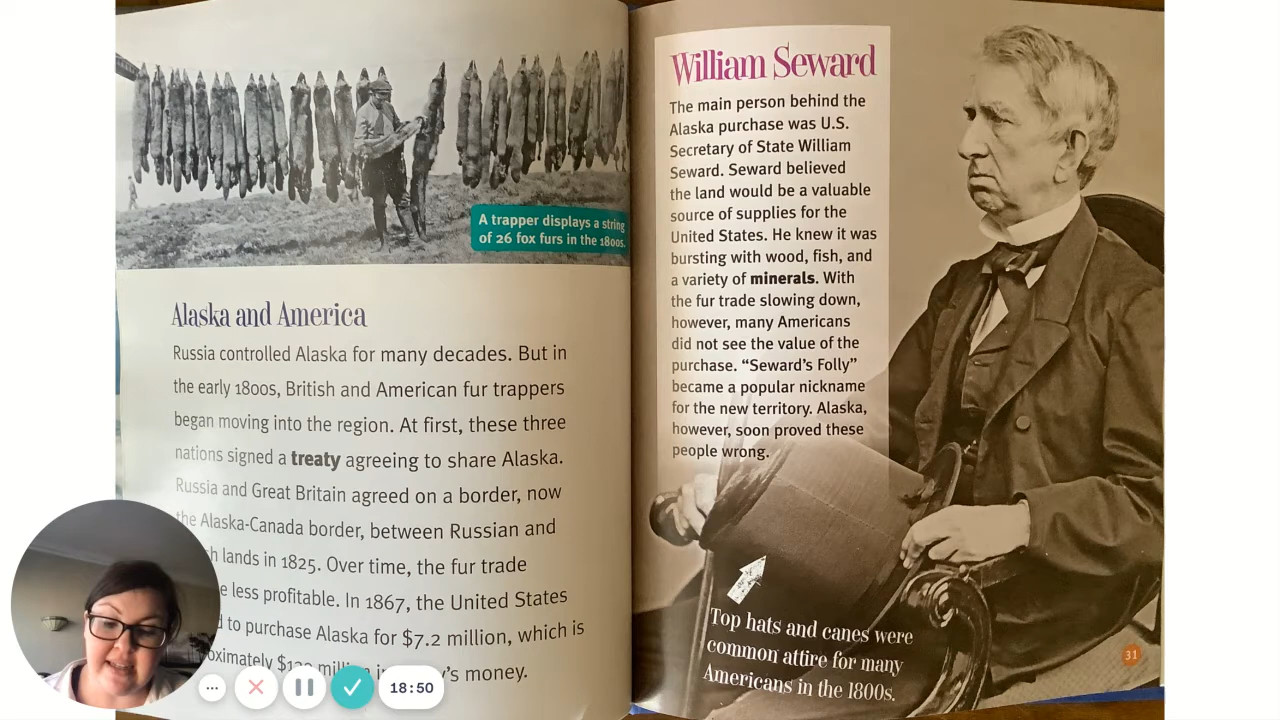 A trapper displays a string
of 26 fox furs in the 1800s.
Alaska and America
Russia controlled Alaska for many decades. But in
the early 1800s, British and American fur trappers
began moving into the region. At first, these three
nations signed a treaty agreeing to share Alaska.
Russia and Great Britain agreed on a border, now
the Alaska-Canada border, between Russian and
lands in 1825. Over time, the fur trade
less profitable. In 1867, the United States
to purchase Alaska for $7.2 million, which is
money.
William Seward
The main person behind the
Alaska purchase was U.S.
Secretary of State William
Seward. Seward believed
the land would be a valuable
source of supplies for the
United States. He knew it was
bursting with wood, fish, and
a variety of minerals. With
the fur trade slowing down,
however, many Americans
did not see the value of the
purchase. “Seward’s Folly”
became a popular nickname
for the new territory. Alaska,
however, soon proved these
people wrong.
Top hats and canes were
common attire for many
Americans in the 1800s.
31
18:50